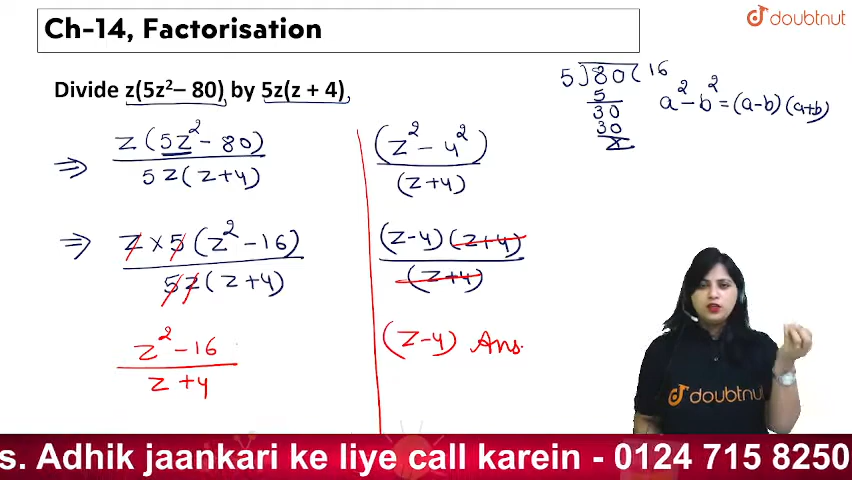 Ch-14, Factorisation
doubtnut
Divide z(5z²– 80) by 5z(z + 4)
5)80(16
5
30
30
x
a² - b² = (a-b) (a+b)
⇒ z(5z² - 80) / 5z(z+4)
⇒ z × 5(z² - 16) / 5z(z+4)
z² - 16 / z + 4
(z² - 4²) / (z+4)
(z-4)(z+4) / (z+4)
(z-4) Ans.
doubtnut
s. Adhik jaankari ke liye call karein - 0124 715 8250